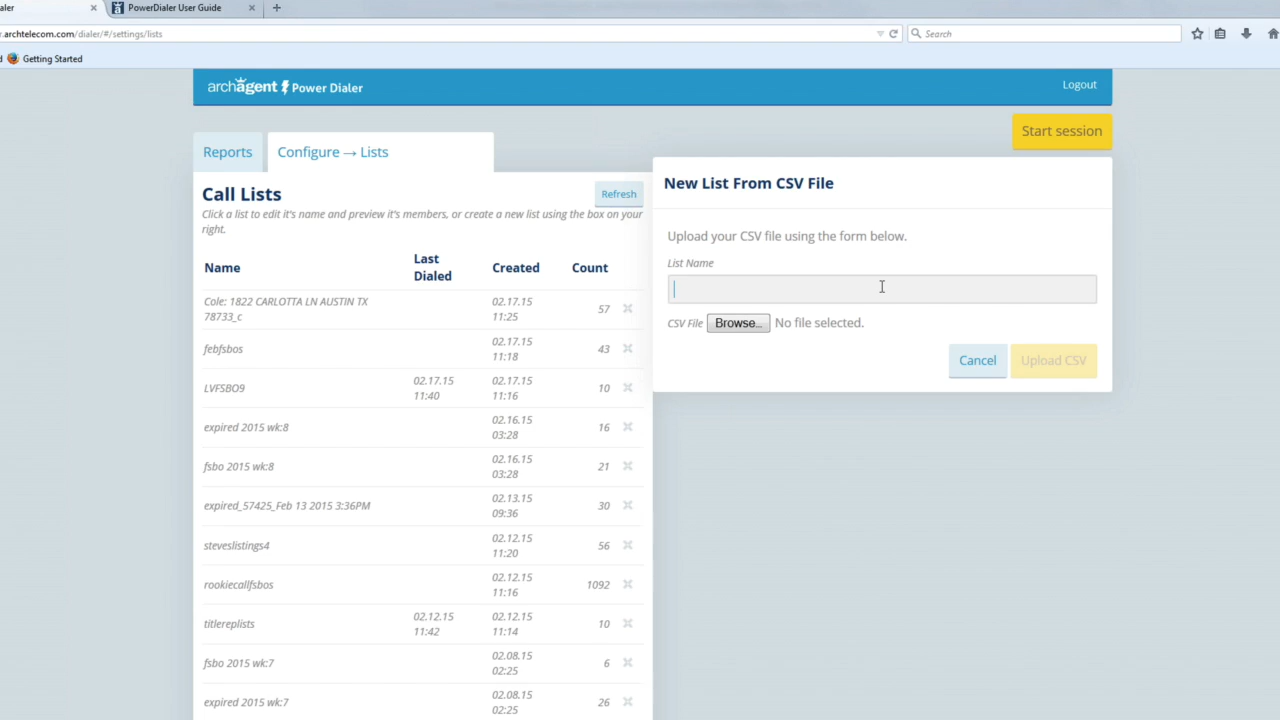 aler
PowerDialer User Guide
.archtelecom.com/dialer/#/settings/lists
Search
Getting Started
archagent Power Dialer
Logout
Start session
Reports
Configure → Lists
Call Lists
Refresh
Click a list to edit it's name and preview it's members, or create a new list using the box on your
right.
Name
Last
Dialed
Created
Count
Cole: 1822 CARLOTTA LN AUSTIN TX
78733_c
02.17.15
11:25
57
febfsbos
02.17.15
11:18
43
LVFSBO9
02.17.15
11:40
02.17.15
11:16
10
expired 2015 wk:8
02.16.15
03:28
16
fsbo 2015 wk:8
02.16.15
03:28
21
expired_57425_Feb 13 2015 3:36PM
02.13.15
09:36
30
steveslistings4
02.12.15
11:20
56
rookiecallfsbos
02.12.15
11:16
1092
titlereplists
02.12.15
11:42
02.12.15
11:14
10
fsbo 2015 wk:7
02.08.15
02:25
6
expired 2015 wk:7
02.08.15
02:25
26
New List From CSV File
Upload your CSV file using the form below.
List Name
CSV File Browse... No file selected.
Cancel
Upload CSV